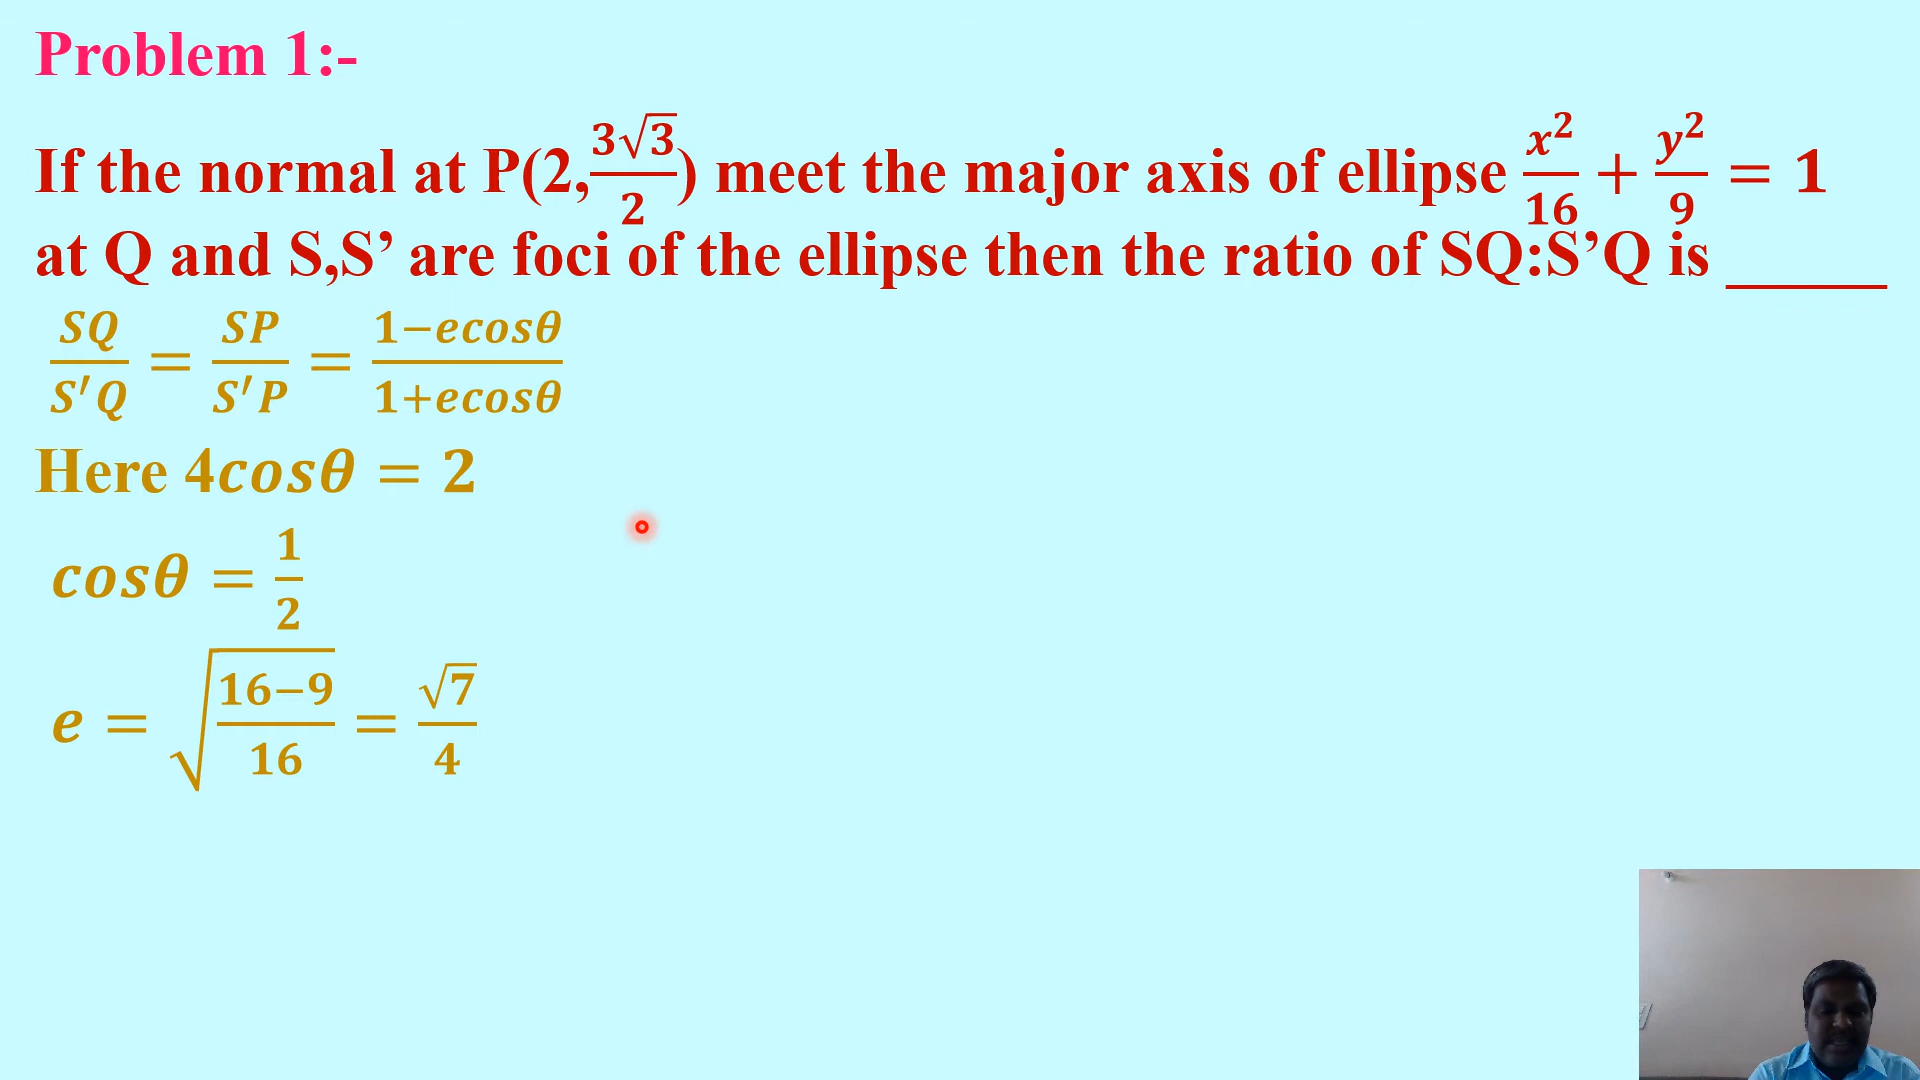 Problem 1:-
If the normal at P(2,3√3/2) meet the major axis of ellipse x²/16 + y²/9 = 1
at Q and S,S’ are foci of the ellipse then the ratio of SQ:S’Q is ______
SQ/S′Q = SP/S′P = (1−ecosθ)/(1+ecosθ)
Here 4cosθ = 2
cosθ = 1/2
e = √((16−9)/16) = √7/4